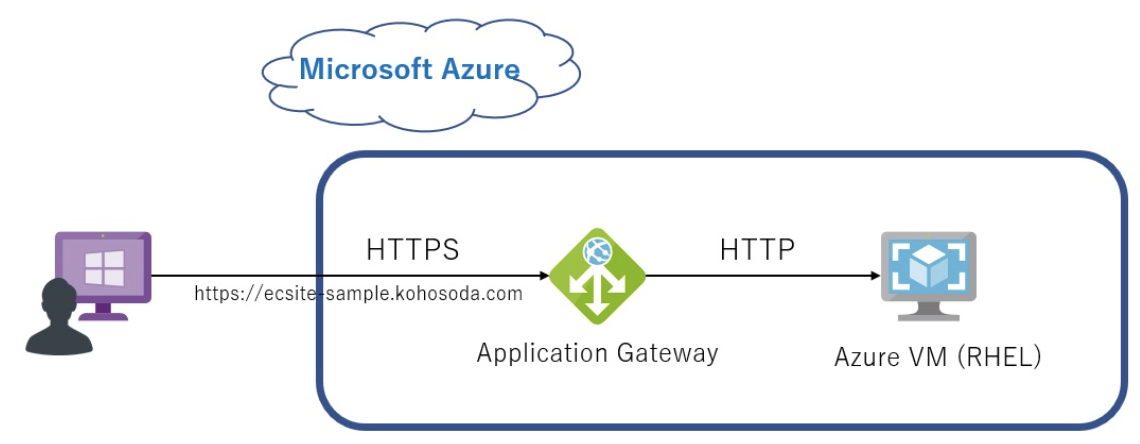 Microsoft Azure
HTTPS
HTTP
https://ecsite-sample.kohosoda.com
Application Gateway
Azure VM (RHEL)